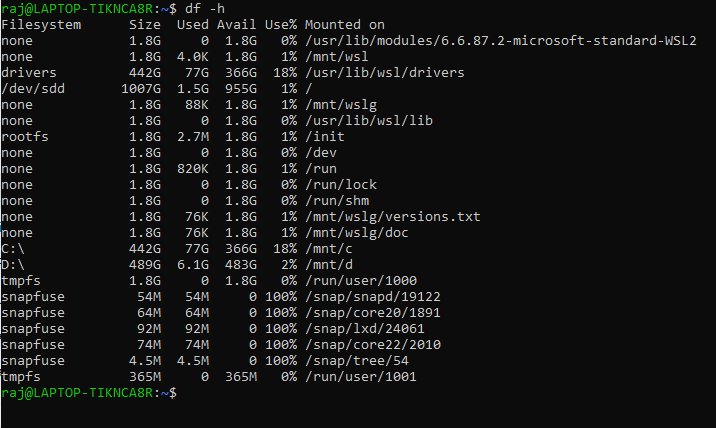 raj@LAPTOP-TIKNCA8R:~$ df -h
Filesystem      Size  Used Avail Use% Mounted on
none            1.8G     0  1.8G   0% /usr/lib/modules/6.6.87.2-microsoft-standard-WSL2
none            1.8G  4.0K  1.8G   1% /mnt/wsl
drivers         442G   77G  366G  18% /usr/lib/wsl/drivers
/dev/sdd       1007G  1.5G  955G   1% /
none            1.8G   88K  1.8G   1% /mnt/wslg
none            1.8G     0  1.8G   0% /usr/lib/wsl/lib
rootfs          1.8G  2.7M  1.8G   1% /init
none            1.8G     0  1.8G   0% /dev
none            1.8G  820K  1.8G   1% /run
none            1.8G     0  1.8G   0% /run/lock
none            1.8G     0  1.8G   0% /run/shm
none            1.8G   76K  1.8G   1% /mnt/wslg/versions.txt
none            1.8G   76K  1.8G   1% /mnt/wslg/doc
C:\             442G   77G  366G  18% /mnt/c
D:\             489G  6.1G  483G   2% /mnt/d
tmpfs           1.8G     0  1.8G   0% /run/user/1000
snapfuse         54M   54M     0 100% /snap/snapd/19122
snapfuse         64M   64M     0 100% /snap/core20/1891
snapfuse         92M   92M     0 100% /snap/lxd/24061
snapfuse         74M   74M     0 100% /snap/core22/2010
snapfuse        4.5M  4.5M     0 100% /snap/tree/54
tmpfs           365M     0  365M   0% /run/user/1001
raj@LAPTOP-TIKNCA8R:~$